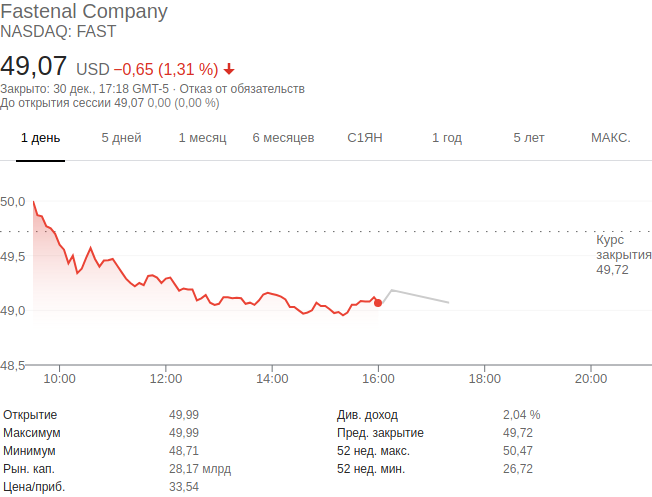 Fastenal Company
NASDAQ: FAST
49,07 USD −0,65 (1,31 %)
Закрыто: 30 дек., 17:18 GMT-5 · Отказ от обязательств
До открытия сессии 49,07 0,00 (0,00 %)
1 день 5 дней 1 месяц 6 месяцев С1ЯН 1 год 5 лет МАКС.
50,0
Курс
закрытия
49,5
49,72
49,0
48,5
10:00 12:00 14:00 16:00 18:00 20:00
Открытие 49,99 Див. доход 2,04 %
Максимум 49,99 Пред. закрытие 49,72
Минимум 48,71 52 нед. макс. 50,47
Рын. кап. 28,17 млрд 52 нед. мин. 26,72
Цена/приб. 33,54